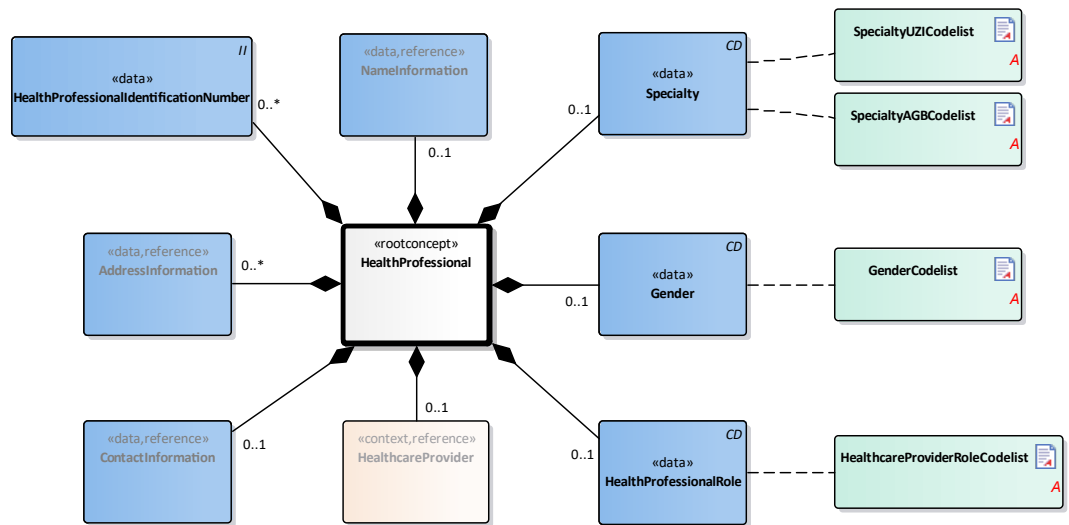 II
«data»
HealthProfessionalIdentificationNumber
0..*
«data,reference»
NameInformation
0..1
CD
«data»
Specialty
0..1
SpecialtyUZICodelist
A
SpecialtyAGBCodelist
A
«data,reference»
AddressInformation
0..*
«rootconcept»
HealthProfessional
CD
«data»
Gender
0..1
GenderCodelist
A
«data,reference»
ContactInformation
0..1
«context,reference»
HealthcareProvider
0..1
CD
«data»
HealthProfessionalRole
0..1
HealthcareProviderRoleCodelist
A